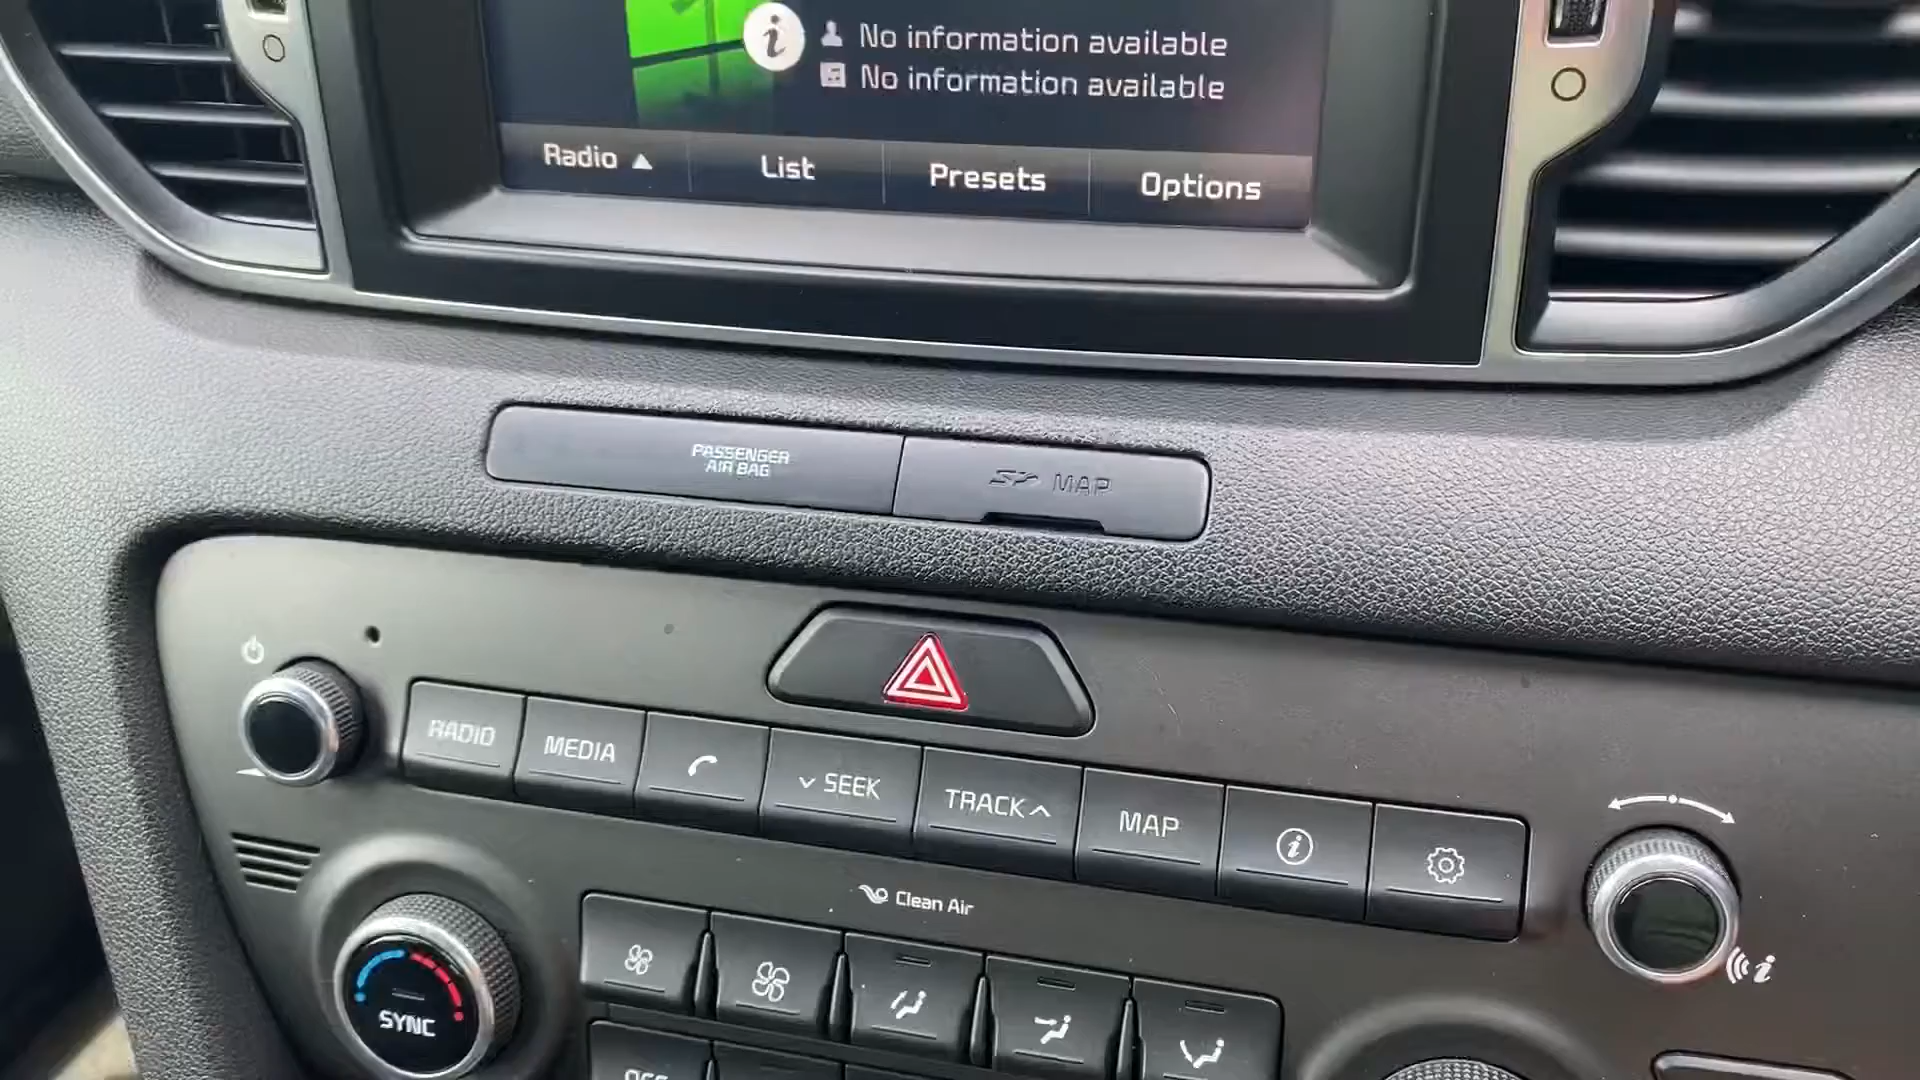 No information available
No information available
Radio ▲
List
Presets
Options
PASSENGER
AIR BAG
SD MAP
RADIO
MEDIA
SEEK
TRACK
MAP
i
Clean Air
i
SYNC